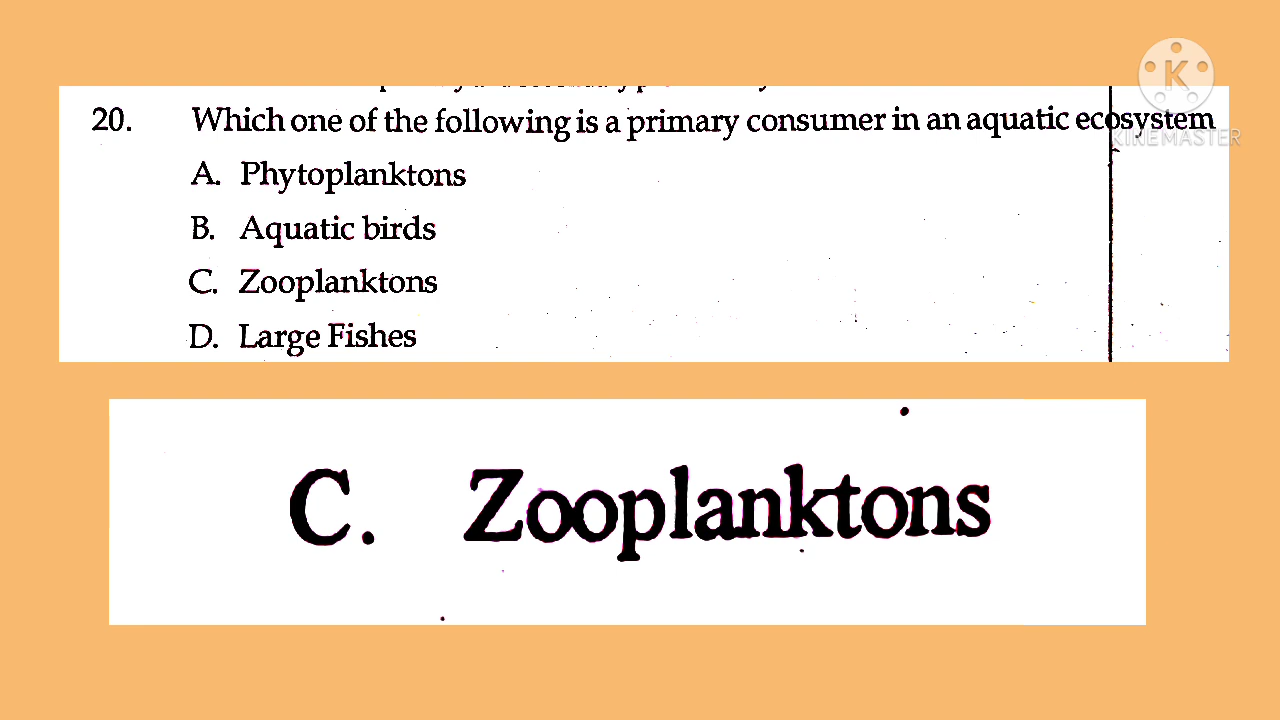 K
KINEMASTER
20. Which one of the following is a primary consumer in an aquatic ecosystem
A. Phytoplanktons
B. Aquatic birds
C. Zooplanktons
D. Large Fishes
C. Zooplanktons